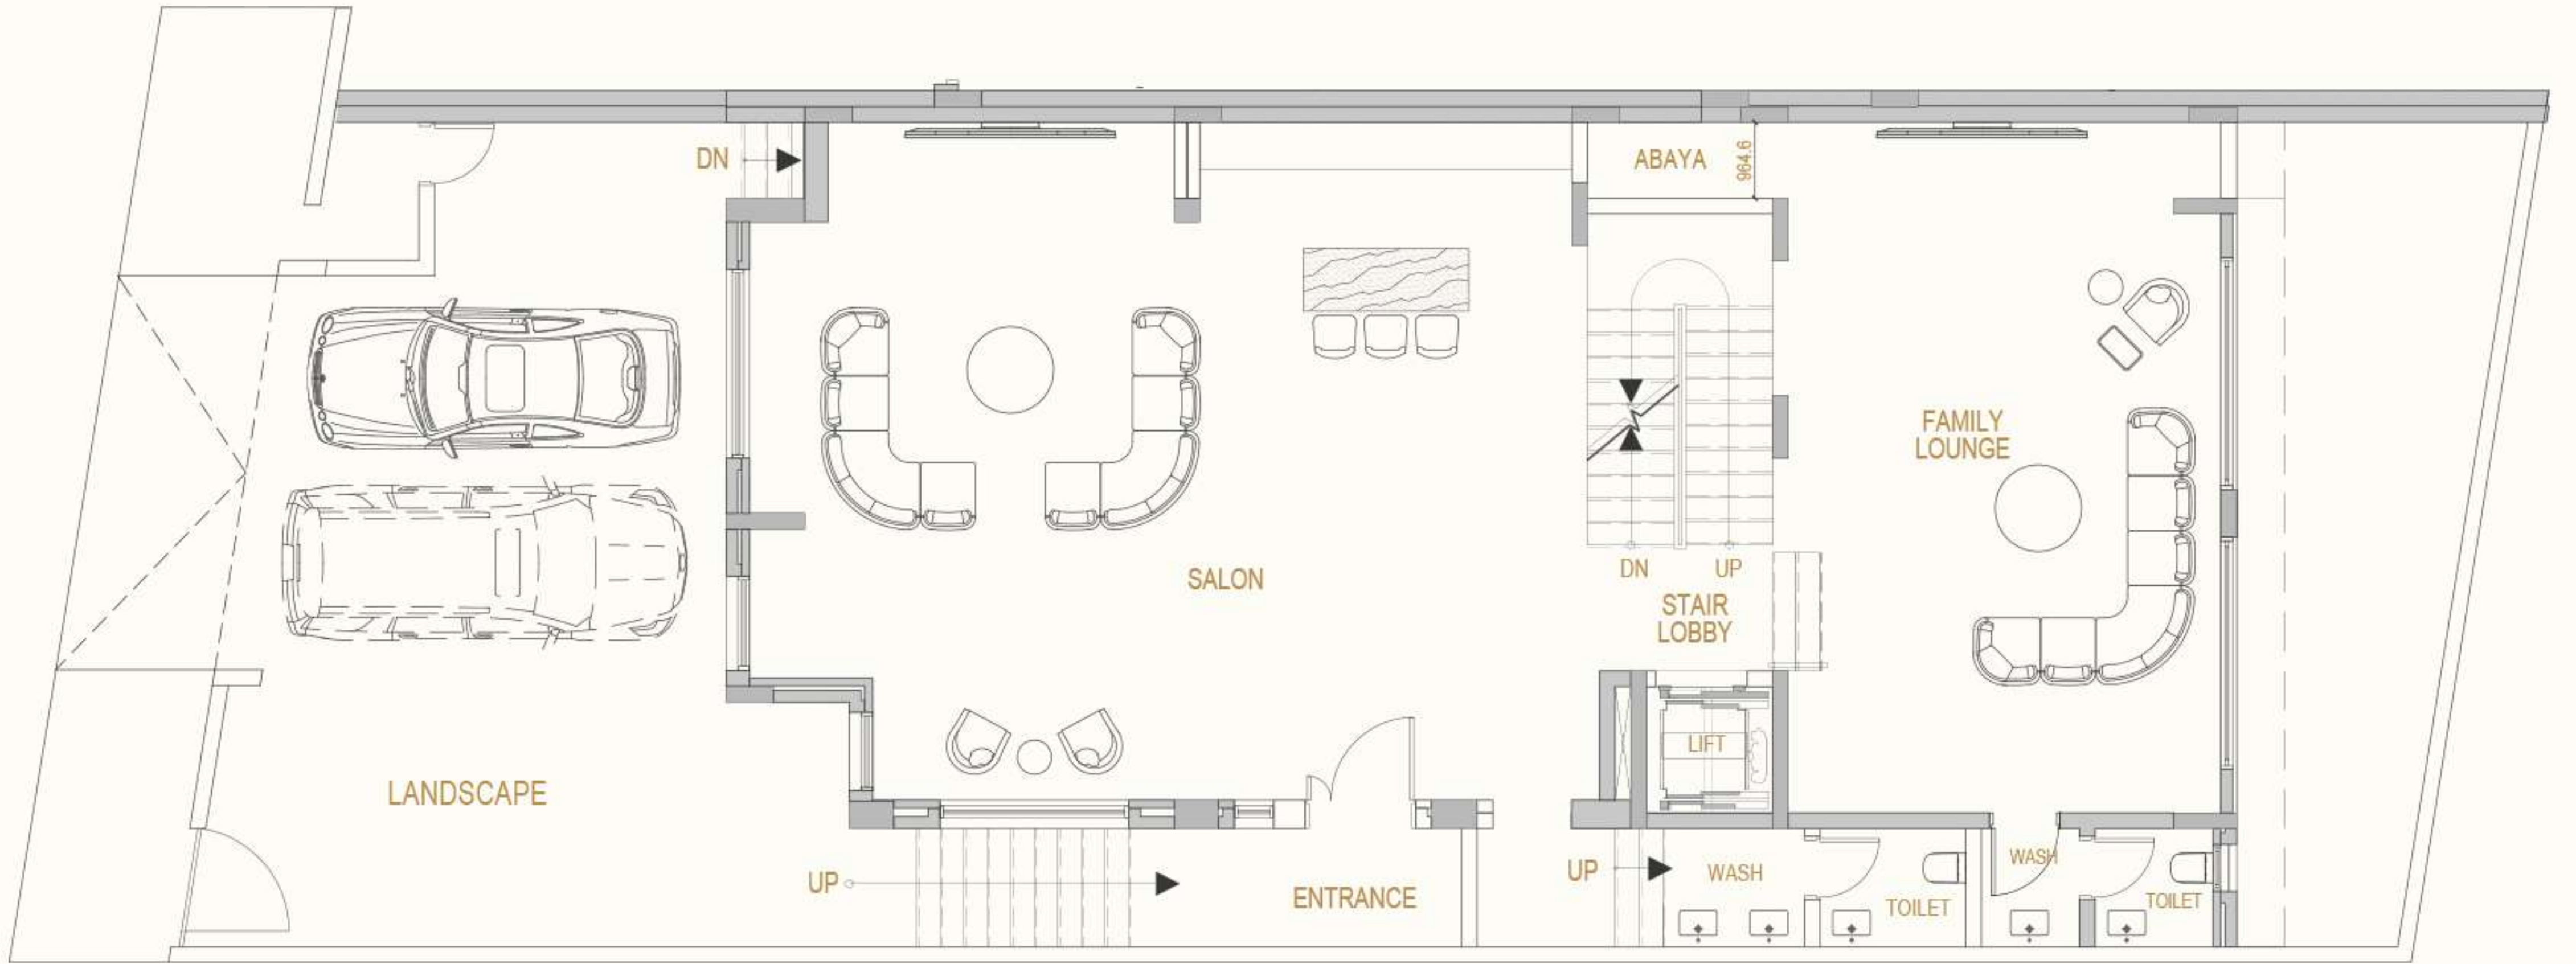 DN
ABAYA
964.6
FAMILY
LOUNGE
SALON
DN
UP
STAIR
LOBBY
LIFT
LANDSCAPE
UP
ENTRANCE
UP
WASH
TOILET
WASH
TOILET